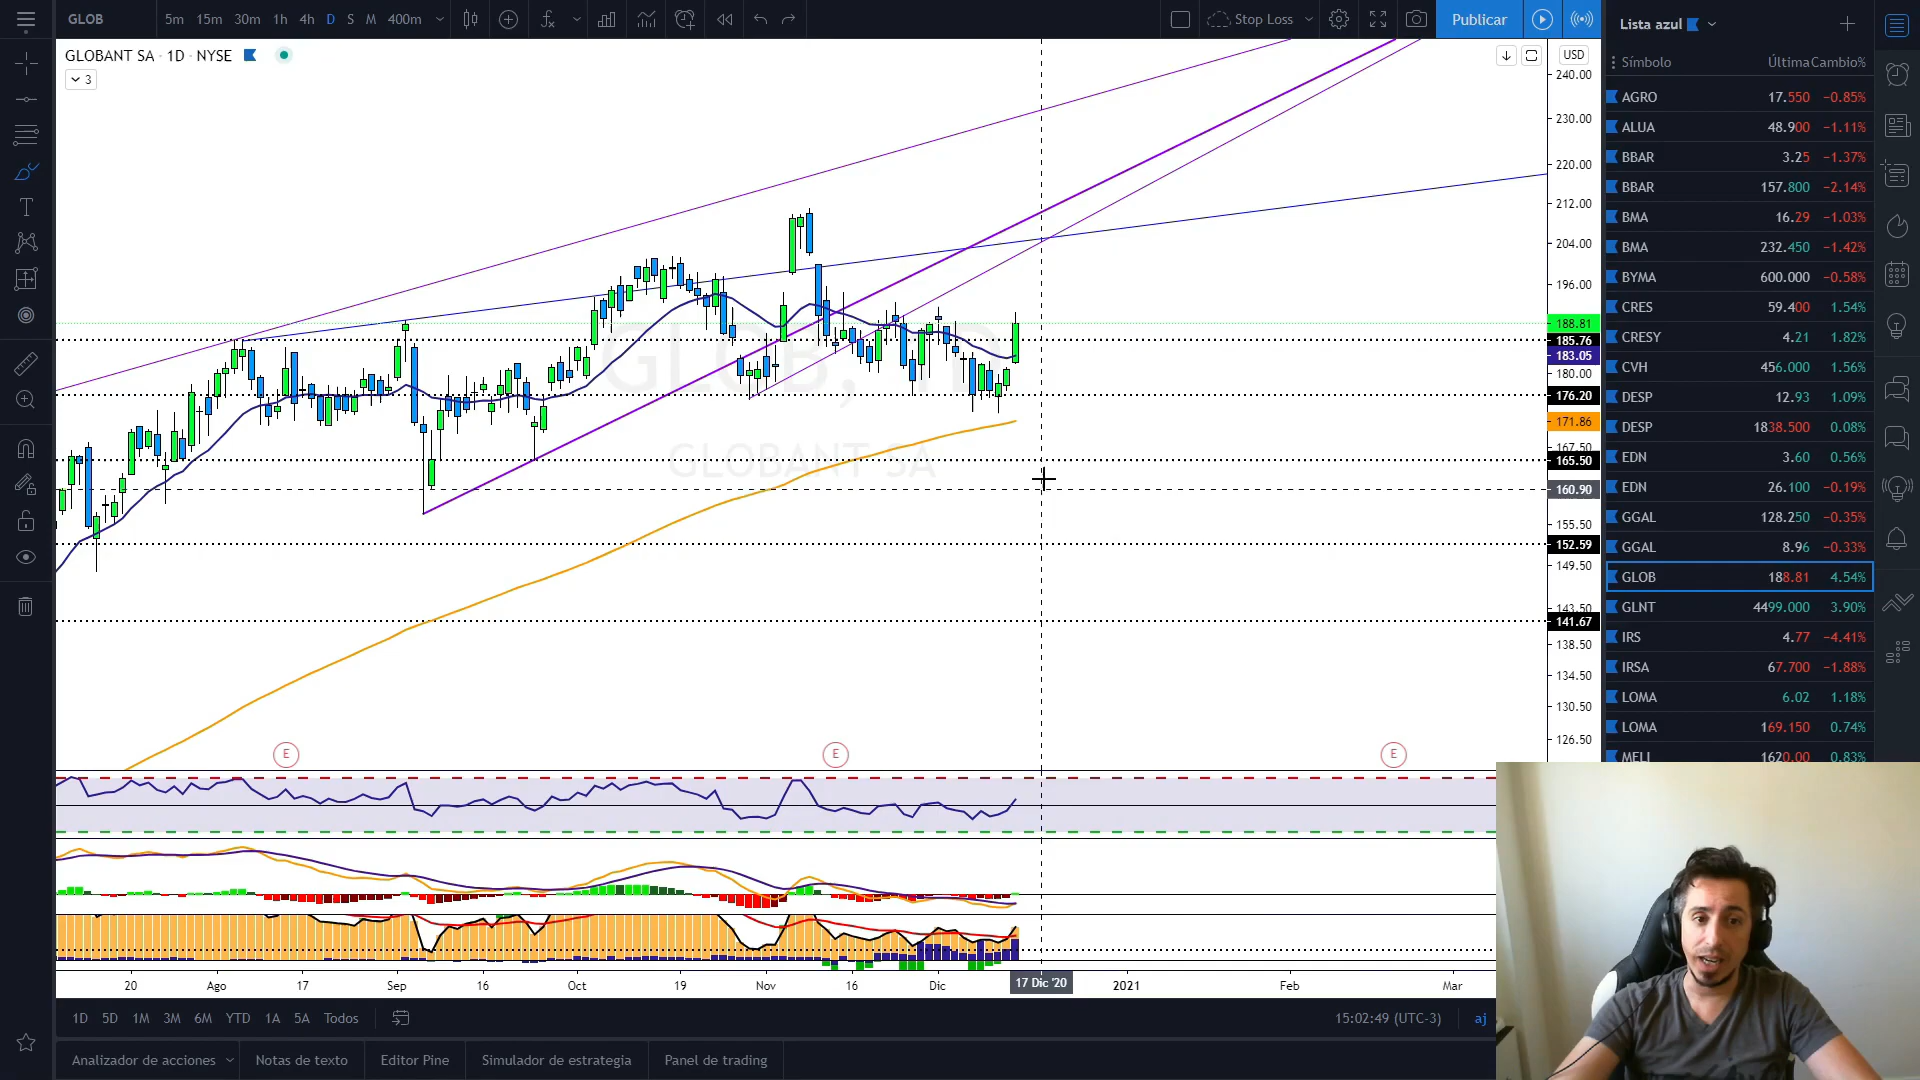 GLOB
5m 15m 30m 1h 4h D S M 400m
Stop Loss
Publicar
Lista azul
GLOBANT SA · 1D · NYSE
3
USD
Símbolo Última Cambio%
AGRO 17.550 −0.85%
ALUA 48.900 −1.11%
BBAR 3.25 −1.37%
BBAR 157.800 −2.14%
BMA 16.29 −1.03%
BMA 232.450 −1.42%
BYMA 600.000 −0.58%
CRES 59.400 1.54%
CRESY 4.21 1.82%
CVH 456.000 1.56%
DESP 12.93 1.09%
DESP 1838.500 0.08%
EDN 3.60 0.56%
EDN 26.100 −0.19%
GGAL 128.250 −0.35%
GGAL 8.96 −0.33%
GLOB 188.81 4.54%
GLNT 4499.000 3.90%
IRS 4.77 −4.41%
IRSA 67.700 −1.88%
LOMA 6.02 1.18%
LOMA 169.150 0.74%
MELI 1620.00 0.83%
240.00
230.00
220.00
212.00
204.00
196.00
188.81
185.76
183.05
180.00
176.20
171.86
167.50
165.50
160.90
155.50
152.59
149.50
143.50
141.67
138.50
134.50
130.50
126.50
GLOB, 1D
GLOBANT SA
E E E
20 Ago 17 Sep 16 Oct 19 Nov 16 Dic 17 Dic '20 2021 Feb Mar
1D 5D 1M 3M 6M YTD 1A 5A Todos
15:02:49 (UTC-3)
aj
Analizador de acciones Notas de texto Editor Pine Simulador de estrategia Panel de trading